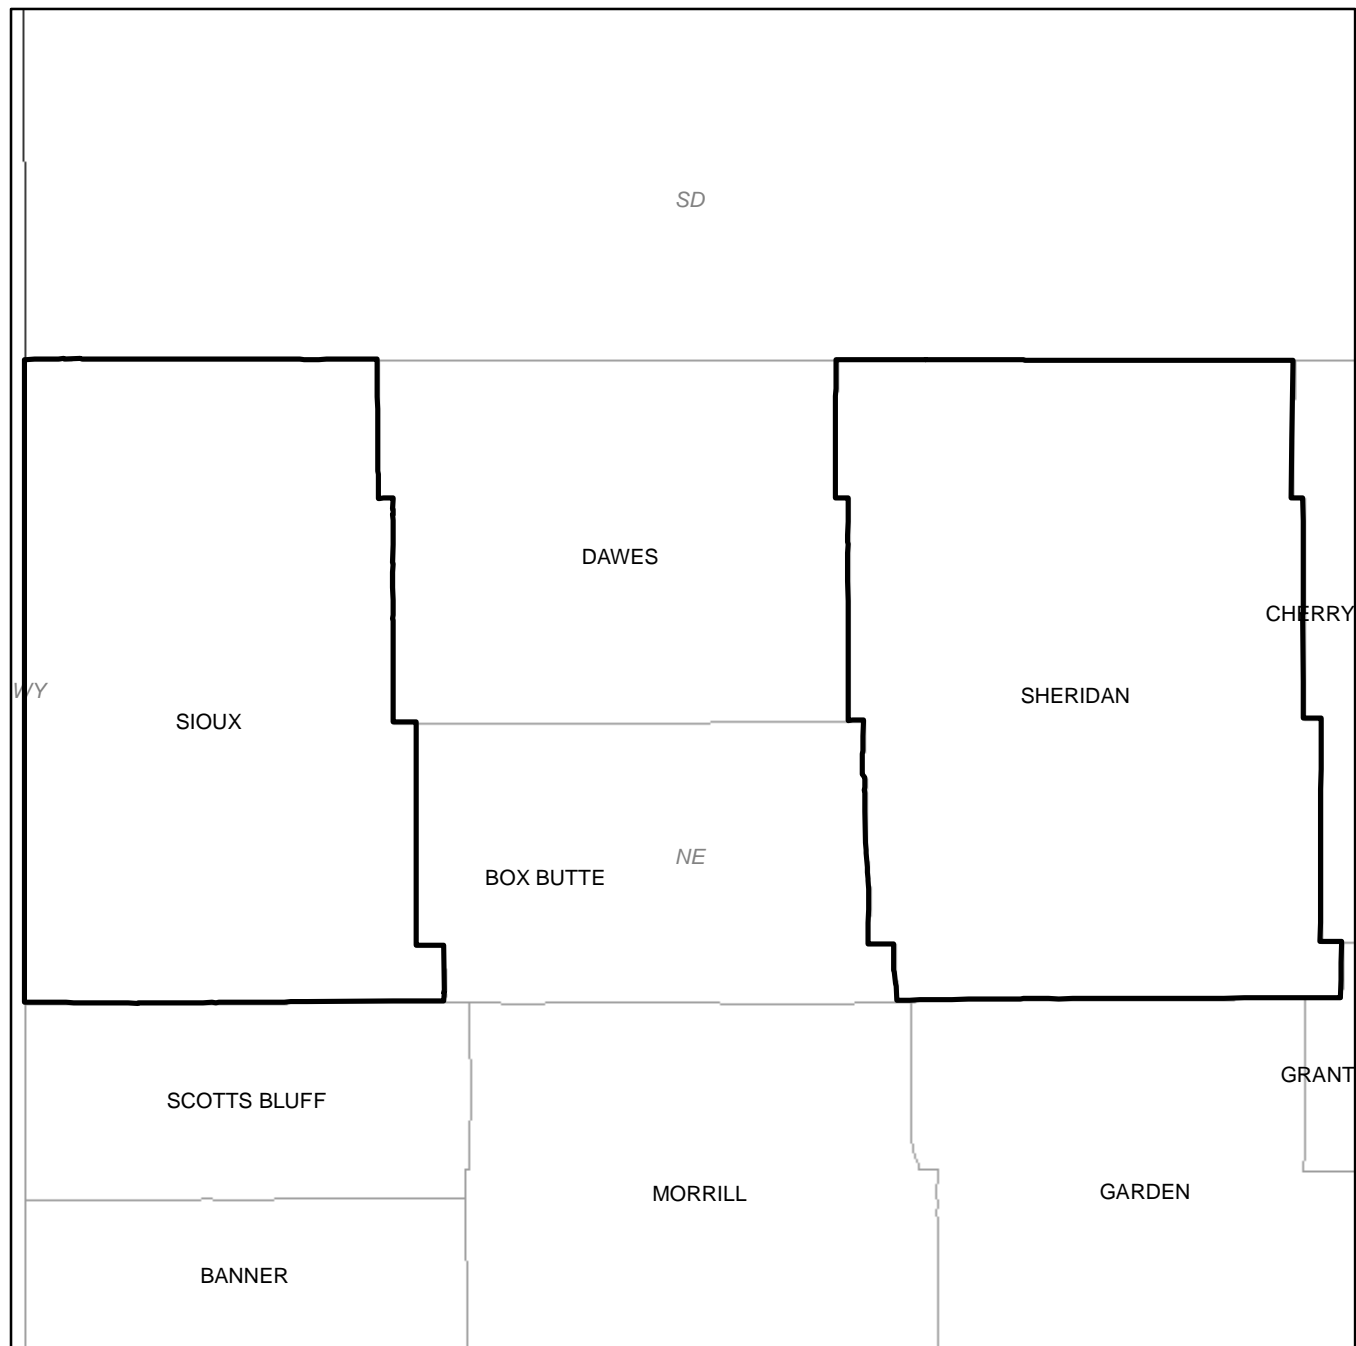 SD
DAWES
CHERRY
WY
SIOUX
SHERIDAN
NE
BOX BUTTE
GRANT
SCOTTS BLUFF
MORRILL
GARDEN
BANNER